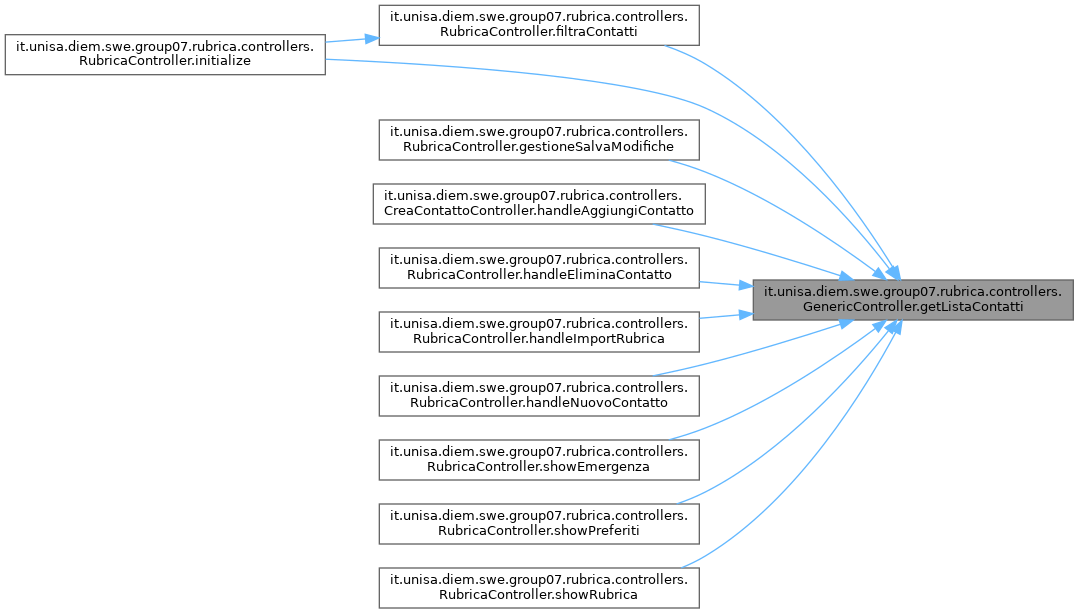 it.unisa.diem.swe.group07.rubrica.controllers.
RubricaController.initialize
it.unisa.diem.swe.group07.rubrica.controllers.
RubricaController.filtraContatti
it.unisa.diem.swe.group07.rubrica.controllers.
RubricaController.gestioneSalvaModifiche
it.unisa.diem.swe.group07.rubrica.controllers.
CreaContattoController.handleAggiungiContatto
it.unisa.diem.swe.group07.rubrica.controllers.
RubricaController.handleEliminaContatto
it.unisa.diem.swe.group07.rubrica.controllers.
RubricaController.handleImportRubrica
it.unisa.diem.swe.group07.rubrica.controllers.
RubricaController.handleNuovoContatto
it.unisa.diem.swe.group07.rubrica.controllers.
RubricaController.showEmergenza
it.unisa.diem.swe.group07.rubrica.controllers.
RubricaController.showPreferiti
it.unisa.diem.swe.group07.rubrica.controllers.
RubricaController.showRubrica
it.unisa.diem.swe.group07.rubrica.controllers.
GenericController.getListaContatti